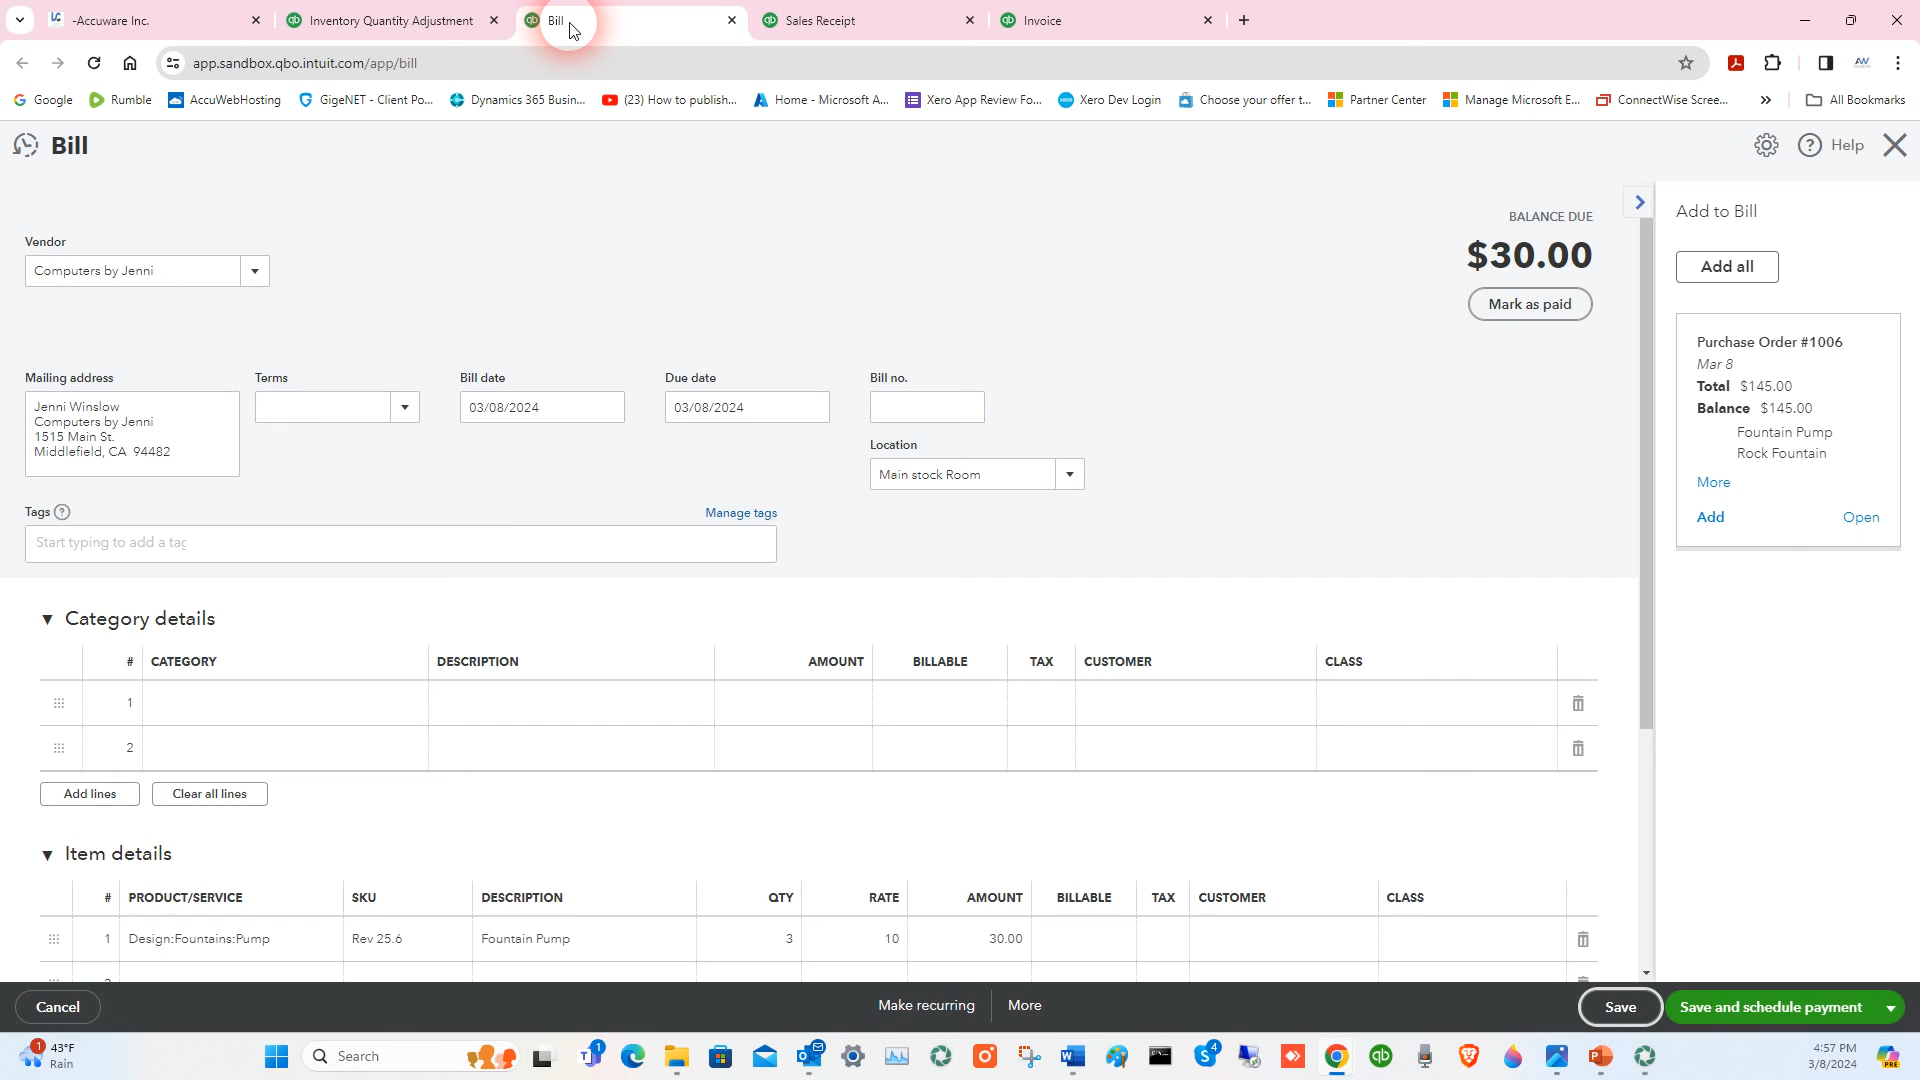 -Accuware Inc.
Inventory Quantity Adjustment
Bill
Sales Receipt
Invoice
app.sandbox.qbo.intuit.com/app/bill
Google
Rumble
AccuWebHosting
GigeNET - Client Po...
Dynamics 365 Busin...
(23) How to publish...
Home - Microsoft A...
Xero App Review Fo...
Xero Dev Login
Choose your offer t...
Partner Center
Manage Microsoft E...
ConnectWise Scree...
»
All Bookmarks
Bill
Help
BALANCE DUE
$30.00
Mark as paid
Vendor
Computers by Jenni
Mailing address
Jenni Winslow
Computers by Jenni
1515 Main St.
Middlefield, CA 94482
Terms
Bill date
03/08/2024
Due date
03/08/2024
Bill no.
Location
Main stock Room
Tags
Manage tags
Start typing to add a tag
Category details
# CATEGORY DESCRIPTION AMOUNT BILLABLE TAX CUSTOMER CLASS
1
2
Add lines
Clear all lines
Item details
# PRODUCT/SERVICE SKU DESCRIPTION QTY RATE AMOUNT BILLABLE TAX CUSTOMER CLASS
1 Design:Fountains:Pump Rev 25.6 Fountain Pump 3 10 30.00
Add to Bill
Add all
Purchase Order #1006
Mar 8
Total $145.00
Balance $145.00
Fountain Pump
Rock Fountain
More
Add
Open
Cancel
Make recurring
More
Save
Save and schedule payment
1
43°F
Rain
Search
1
4
4:57 PM
3/8/2024
PRE